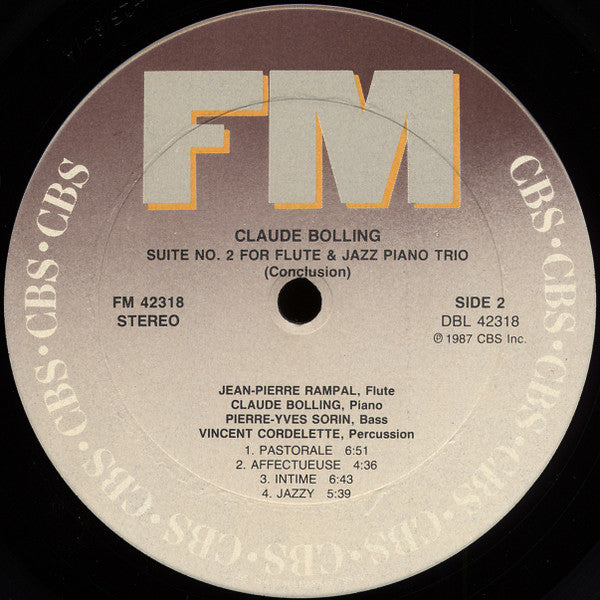 FM
CLAUDE BOLLING
SUITE NO. 2 FOR FLUTE & JAZZ PIANO TRIO
(Conclusion)
FM 42318
STEREO
SIDE 2
DBL 42318
℗ 1987 CBS Inc.
JEAN-PIERRE RAMPAL, Flute
CLAUDE BOLLING, Piano
PIERRE-YVES SORIN, Bass
VINCENT CORDELETTE, Percussion
1. PASTORALE 6:51
2. AFFECTUEUSE 4:36
3. INTIME 6:43
4. JAZZY 5:39
CBS • CBS • CBS • CBS • CBS • CBS • CBS • CBS • CBS • CBS • CBS